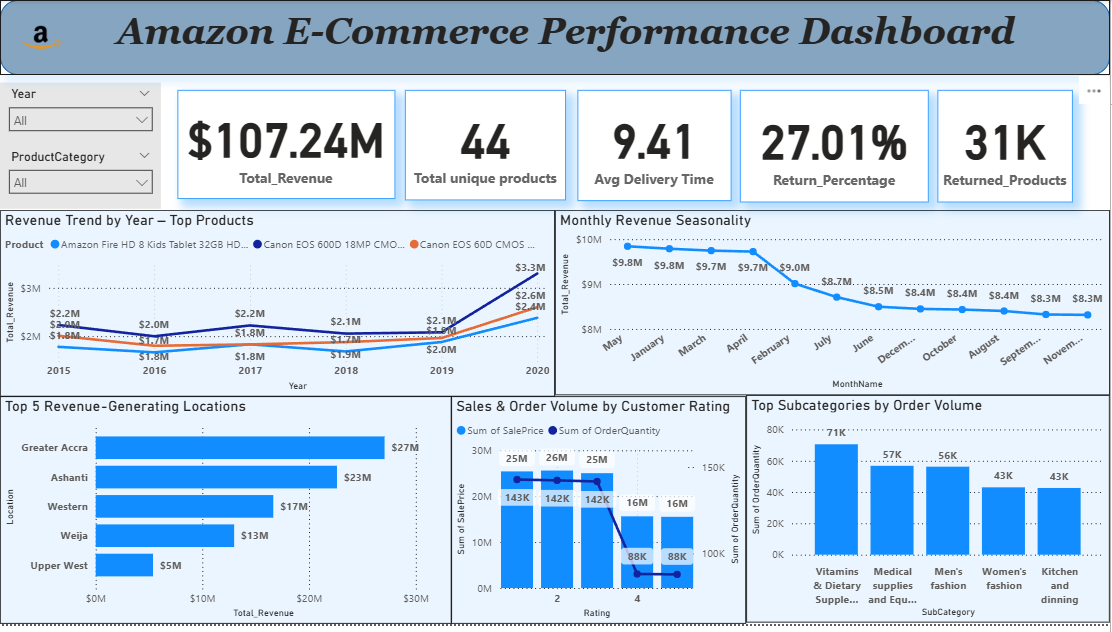 a
Amazon E-Commerce Performance Dashboard
Year
All
ProductCategory
All
$107.24M
Total_Revenue
44
Total unique products
9.41
Avg Delivery Time
27.01%
Return_Percentage
31K
Returned_Products
Revenue Trend by Year – Top Products
Product Amazon Fire HD 8 Kids Tablet 32GB HD... Canon EOS 600D 18MP CMO... Canon EOS 60D CMOS ...
Total_Revenue
$3M
$2M
$2.2M
$2.0M
$1.8M
$2.0M
$1.7M
$1.8M
$2.2M
$1.8M
$1.8M
$2.1M
$1.7M
$1.9M
$2.1M
$1.9M
$2.0M
$3.3M
$2.6M
$2.4M
2015 2016 2017 2018 2019 2020
Year
Monthly Revenue Seasonality
Total_Revenue
$10M
$9M
$8M
$9.8M $9.8M $9.7M $9.7M $9.0M $8.7M $8.5M $8.4M $8.4M $8.4M $8.3M $8.3M
May January March April February July June Decem... October August Septem... Novem...
MonthName
Top 5 Revenue-Generating Locations
Location
Greater Accra $27M
Ashanti $23M
Western $17M
Weija $13M
Upper West $5M
$0M $10M $20M $30M
Total_Revenue
Sales & Order Volume by Customer Rating
Sum of SalePrice Sum of OrderQuantity
Sum of SalePrice
30M
20M
10M
0M
25M 26M 25M 16M 16M
143K 142K 142K 88K 88K
150K
100K
Sum of OrderQuantity
2 4
Rating
Top Subcategories by Order Volume
Sum of OrderQuantity
80K
60K
40K
20K
0K
71K 57K 56K 43K 43K
Vitamins
& Dietary
Supple...
Medical
supplies
and Equ...
Men's
fashion
Women's
fashion
Kitchen
and
dinning
SubCategory